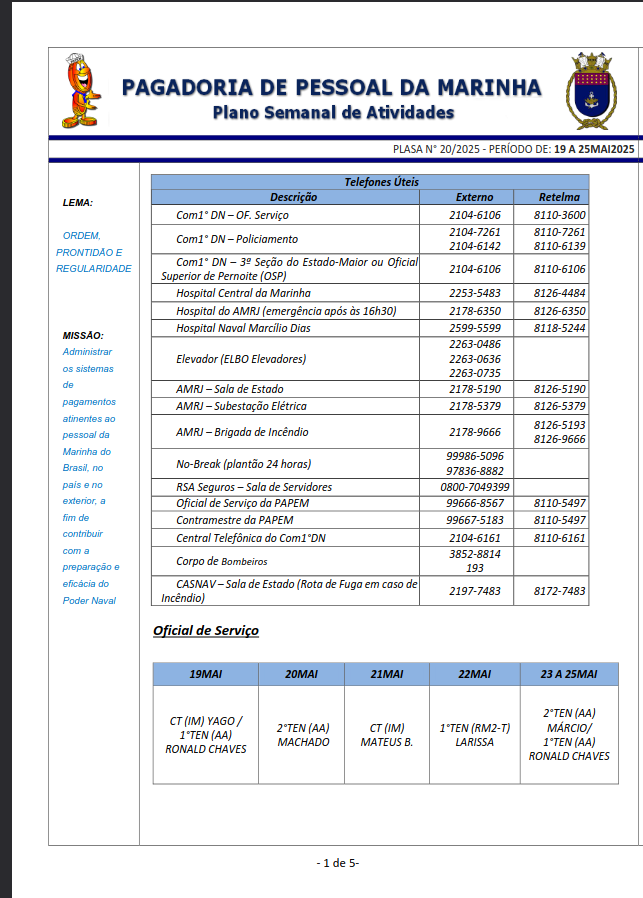 PAGADORIA DE PESSOAL DA MARINHA
Plano Semanal de Atividades
PLASA N° 20/2025 - PERÍODO DE: 19 A 25MAI2025
LEMA:
ORDEM,
PRONTIDÃO E
REGULARIDADE
MISSÃO:
Administrar
os sistemas
de
pagamentos
atinentes ao
pessoal da
Marinha do
Brasil, no
país e no
exterior, a
fim de
contribuir
com a
preparação e
eficácia do
Poder Naval
Telefones Úteis
Descrição Externo Retelma
Com1° DN – OF. Serviço 2104-6106 8110-3600
Com1° DN – Policiamento 2104-7261 8110-7261
2104-6142 8110-6139
Com1° DN – 3ª Seção do Estado-Maior ou Oficial
Superior de Pernoite (OSP) 2104-6106 8110-6106
Hospital Central da Marinha 2253-5483 8126-4484
Hospital do AMRJ (emergência após às 16h30) 2178-6350 8126-6350
Hospital Naval Marcílio Dias 2599-5599 8118-5244
Elevador (ELBO Elevadores) 2263-0486
2263-0636
2263-0735
AMRJ – Sala de Estado 2178-5190 8126-5190
AMRJ – Subestação Elétrica 2178-5379 8126-5379
AMRJ – Brigada de Incêndio 2178-9666 8126-5193
8126-9666
No-Break (plantão 24 horas) 99986-5096
97836-8882
RSA Seguros – Sala de Servidores 0800-7049399
Oficial de Serviço da PAPEM 99666-8567 8110-5497
Contramestre da PAPEM 99667-5183 8110-5497
Central Telefônica do Com1°DN 2104-6161 8110-6161
Corpo de Bombeiros 3852-8814
193
CASNAV – Sala de Estado (Rota de Fuga em caso de
Incêndio) 2197-7483 8172-7483
Oficial de Serviço
19MAI 20MAI 21MAI 22MAI 23 A 25MAI
CT (IM) YAGO /
1°TEN (AA)
RONALD CHAVES
2°TEN (AA)
MACHADO
CT (IM)
MATEUS B.
1°TEN (RM2-T)
LARISSA
2°TEN (AA)
MÁRCIO/
1°TEN (AA)
RONALD CHAVES
- 1 de 5-